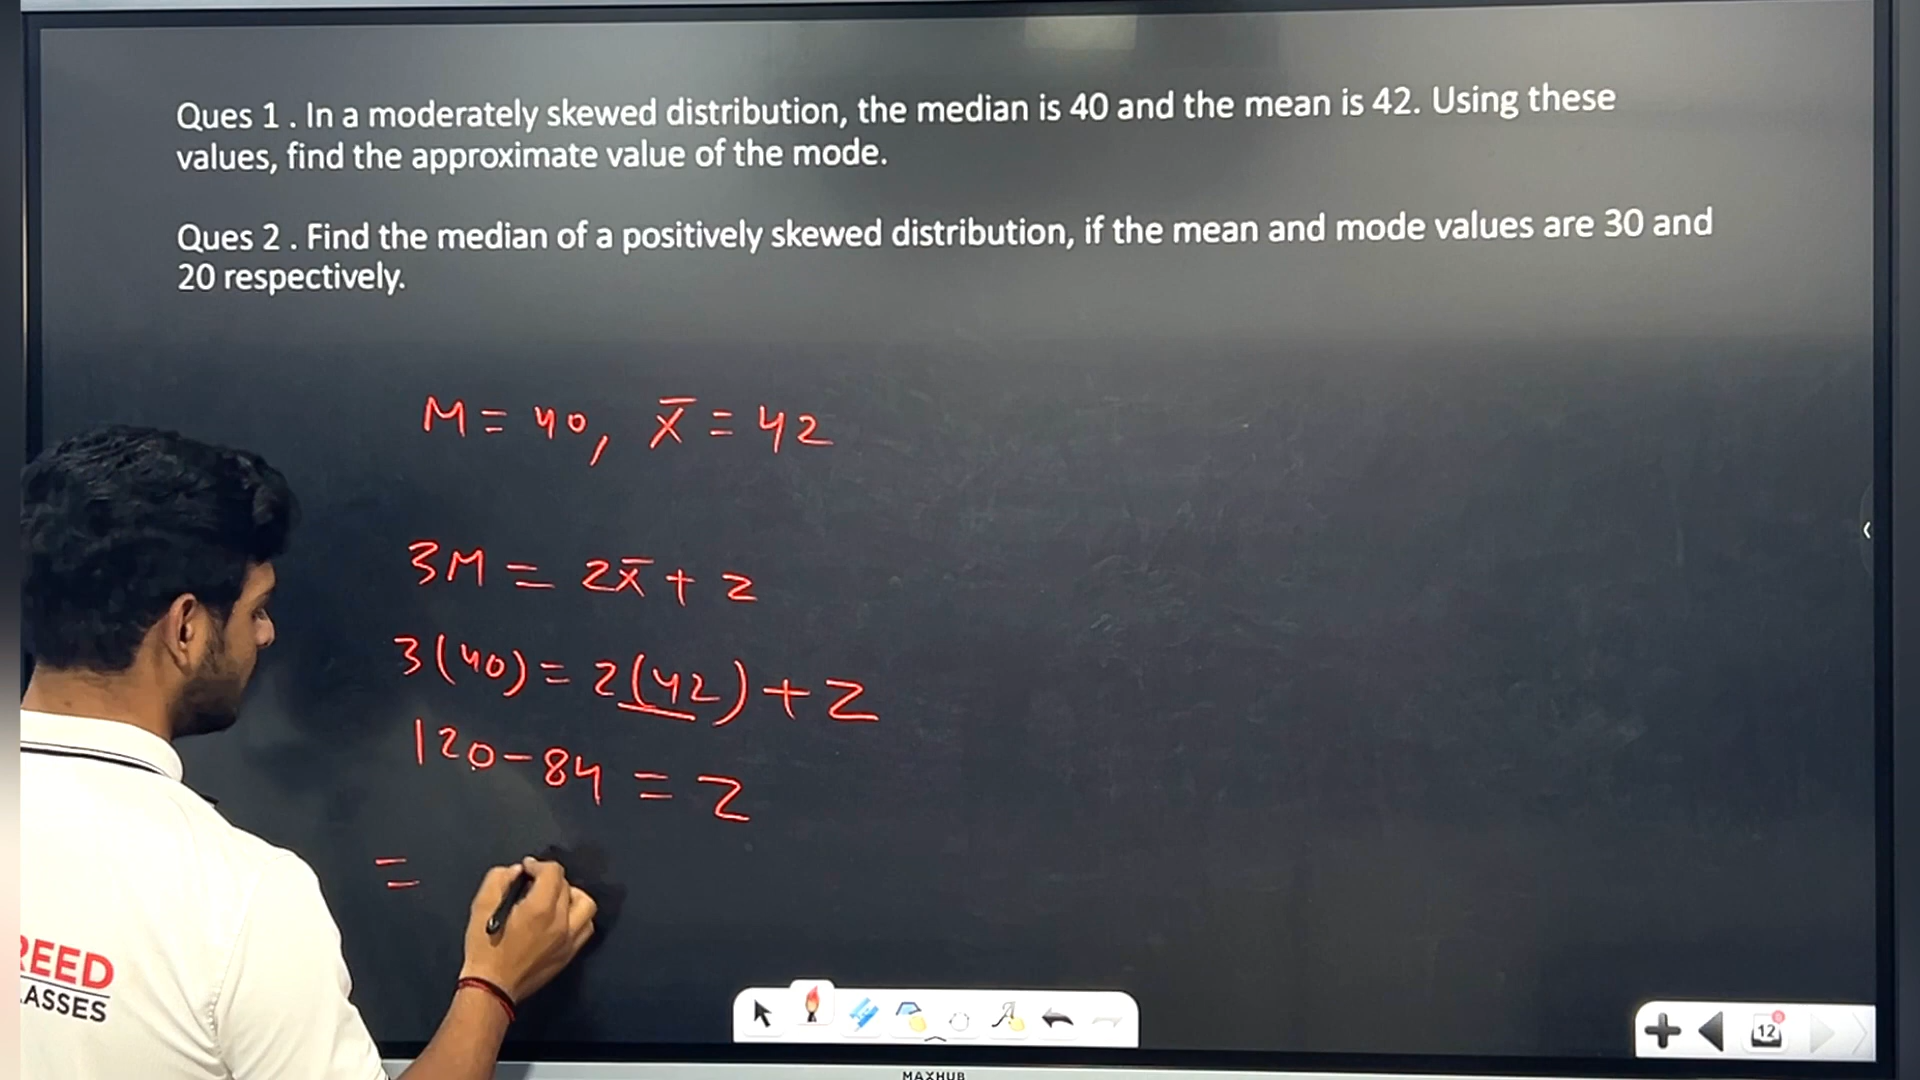 Ques 1 . In a moderately skewed distribution, the median is 40 and the mean is 42. Using these
values, find the approximate value of the mode.
Ques 2 . Find the median of a positively skewed distribution, if the mean and mode values are 30 and
20 respectively.
M = 40, x̄ = 42
3M = 2x̄ + z
3(40) = 2(42) + Z
120 - 84 = Z
=
REED
ASSES
12
MAXHUB